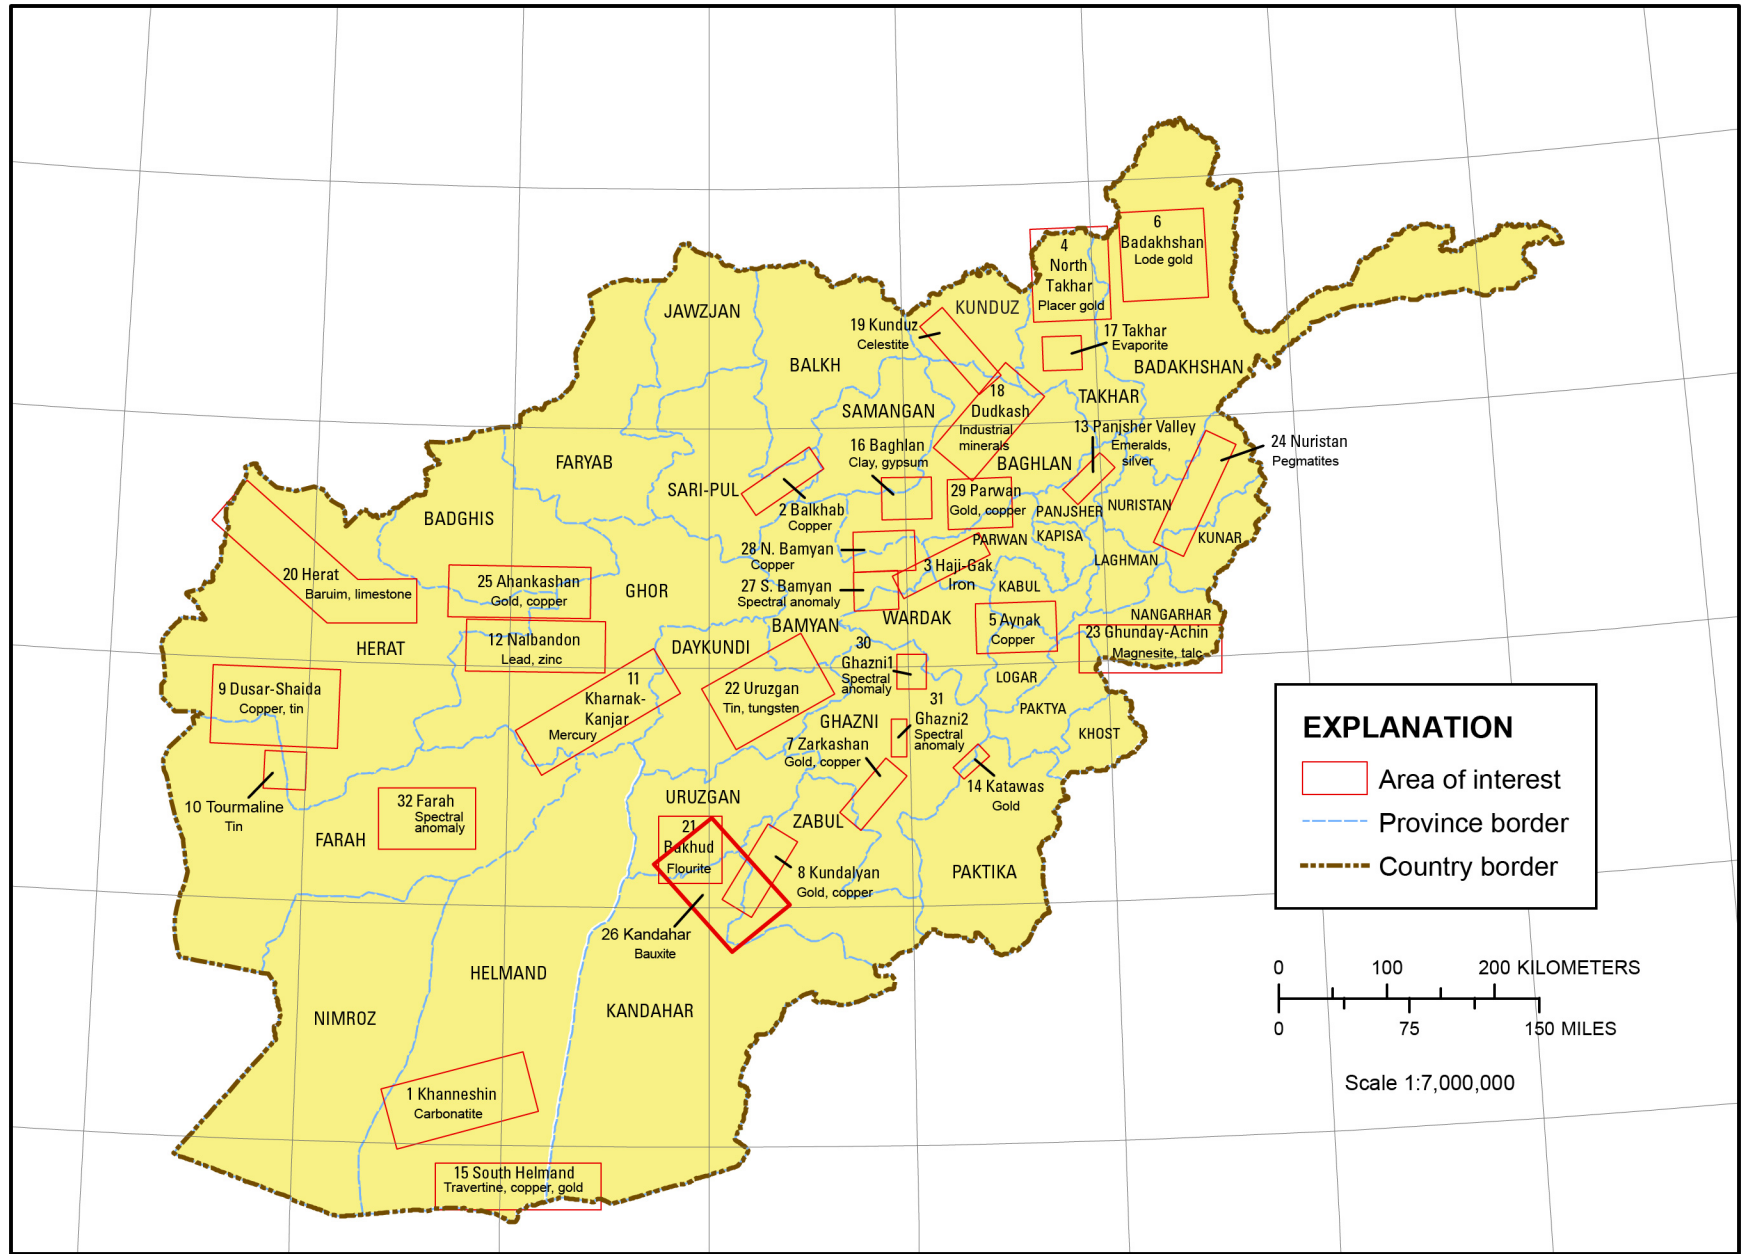 6
Badakhshan
Lode gold
4
North
Takhar
Placer gold
JAWZJAN
KUNDUZ
19 Kunduz
Celestite
17 Takhar
Evaporite
BALKH
BADAKHSHAN
SAMANGAN
18
Dudkash
Industrial
minerals
TAKHAR
13 Panjsher Valley
Emeralds,
silver
24 Nuristan
Pegmatites
16 Baghlan
Clay, gypsum
FARYAB
BAGHLAN
SARI-PUL
29 Parwan
Gold, copper
2 Balkhab
Copper
PANJSHER
NURISTAN
BADGHIS
28 N. Bamyan
Copper
PARWAN
KAPISA
KUNAR
LAGHMAN
3 Haji-Gak
Iron
20 Herat
Baruim, limestone
25 Ahankashan
Gold, copper
GHOR
27 S. Bamyan
Spectral anomaly
KABUL
WARDAK
NANGARHAR
5 Aynak
Copper
BAMYAN
23 Ghunday-Achin
Magnesite, talc
HERAT
12 Nalbandon
Lead, zinc
DAYKUNDI
30
Ghazni1
Spectral
anomaly
LOGAR
9 Dusar-Shaida
Copper, tin
11
Kharnak-
Kanjar
Mercury
22 Uruzgan
Tin, tungsten
31
Ghazni2
Spectral
anomaly
PAKTYA
GHAZNI
KHOST
7 Zarkashan
Gold, copper
14 Katawas
Gold
10 Tourmaline
Tin
32 Farah
Spectral
anomaly
URUZGAN
FARAH
ZABUL
21
Bakhud
Flourite
8 Kundalyan
Gold, copper
PAKTIKA
26 Kandahar
Bauxite
HELMAND
KANDAHAR
NIMROZ
1 Khanneshin
Carbonatite
15 South Helmand
Travertine, copper, gold
EXPLANATION
Area of interest
Province border
Country border
0 100 200 KILOMETERS
0 75 150 MILES
Scale 1:7,000,000